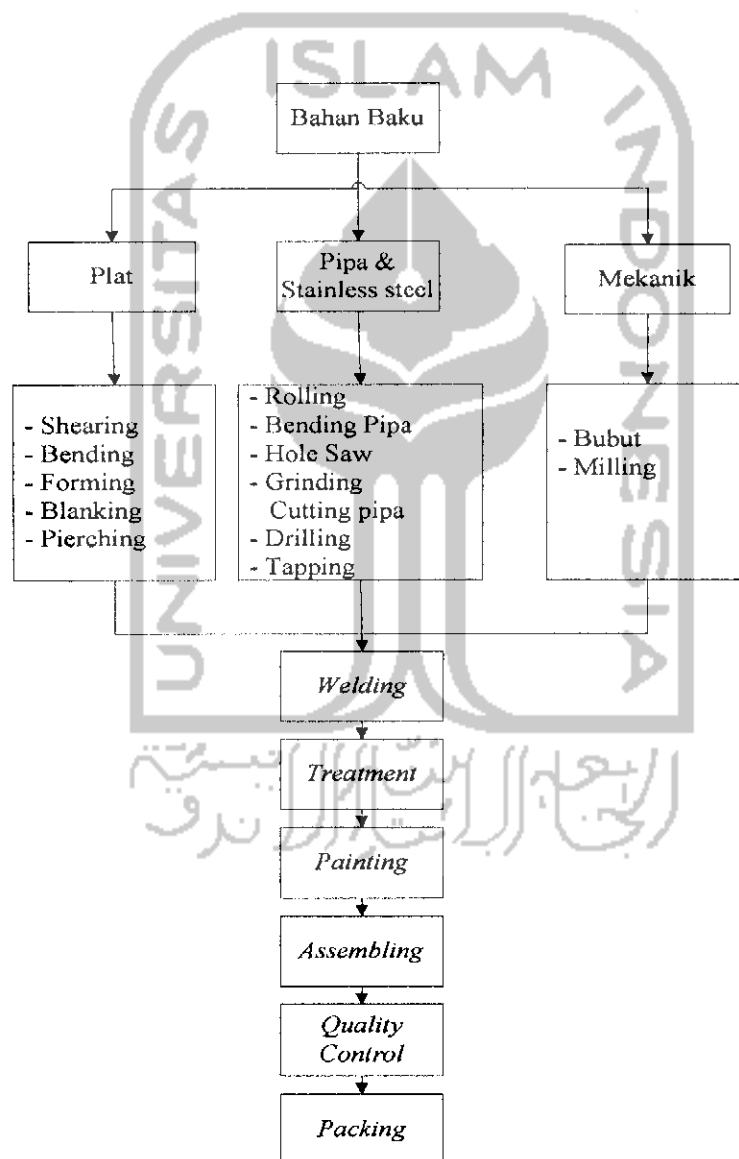 ISLAM
UNIVERSITAS
INDONESIA
Bahan Baku
Plat
Pipa &
Stainless steel
Mekanik
- Shearing
- Bending
- Forming
- Blanking
- Pierching
- Rolling
- Bending Pipa
- Hole Saw
- Grinding
Cutting pipa
- Drilling
- Tapping
- Bubut
- Milling
Welding
Treatment
Painting
Assembling
Quality
Control
Packing